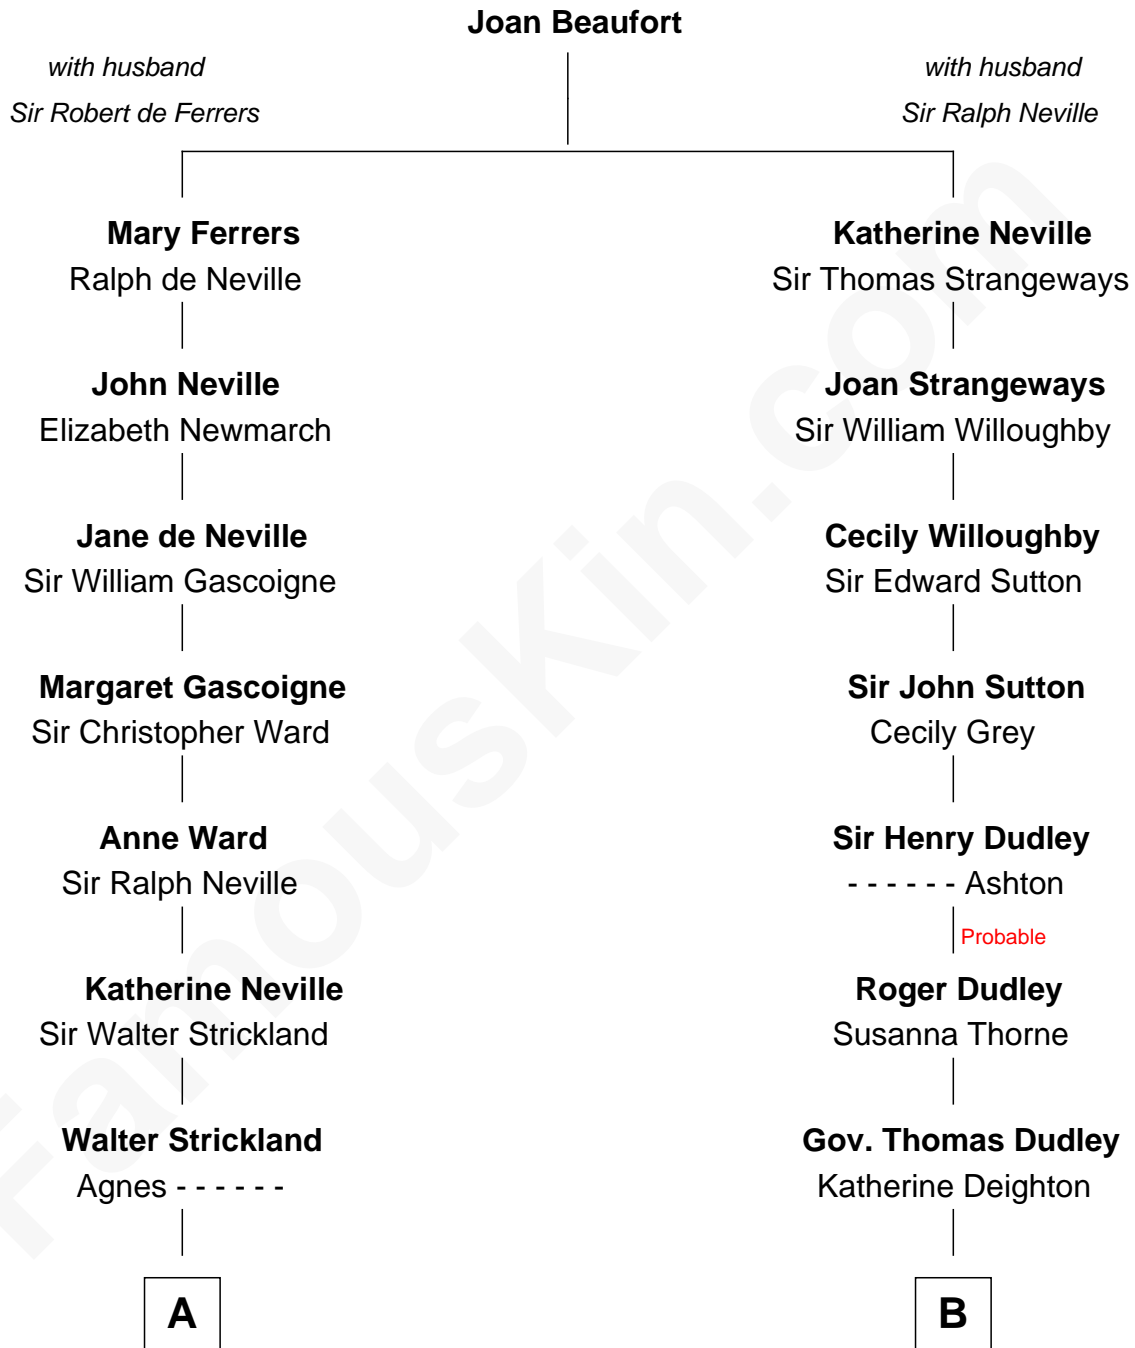 Joan Beaufort
with husband
Sir Robert de Ferrers
with husband
Sir Ralph Neville
Mary Ferrers
Ralph de Neville
Katherine Neville
Sir Thomas Strangeways
John Neville
Elizabeth Newmarch
Joan Strangeways
Sir William Willoughby
Jane de Neville
Sir William Gascoigne
Cecily Willoughby
Sir Edward Sutton
Margaret Gascoigne
Sir Christopher Ward
Sir John Sutton
Cecily Grey
Anne Ward
Sir Ralph Neville
Sir Henry Dudley
- - - - - - Ashton
Probable
Katherine Neville
Sir Walter Strickland
Roger Dudley
Susanna Thorne
Walter Strickland
Agnes - - - - - -
Gov. Thomas Dudley
Katherine Deighton
A
B
FamousKin.com